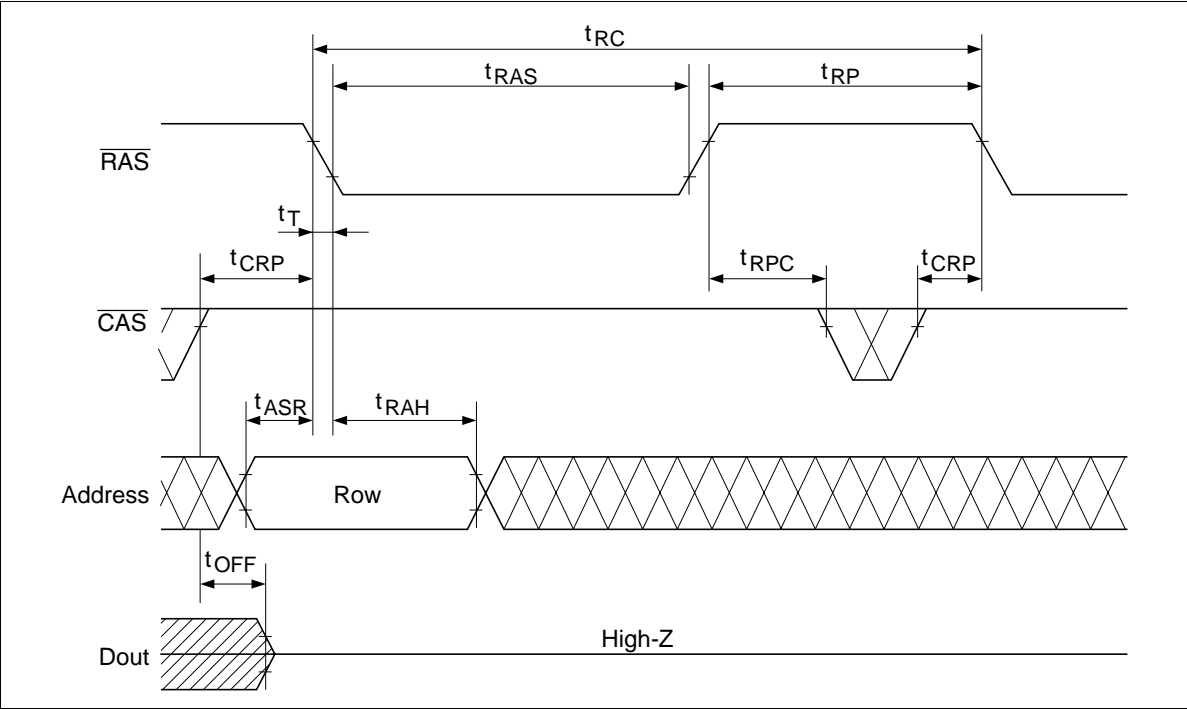 tRC
tRAS tRP
RAS
tT
tCRP tRPC tCRP
CAS
tASR tRAH
Address Row
tOFF
High-Z
Dout